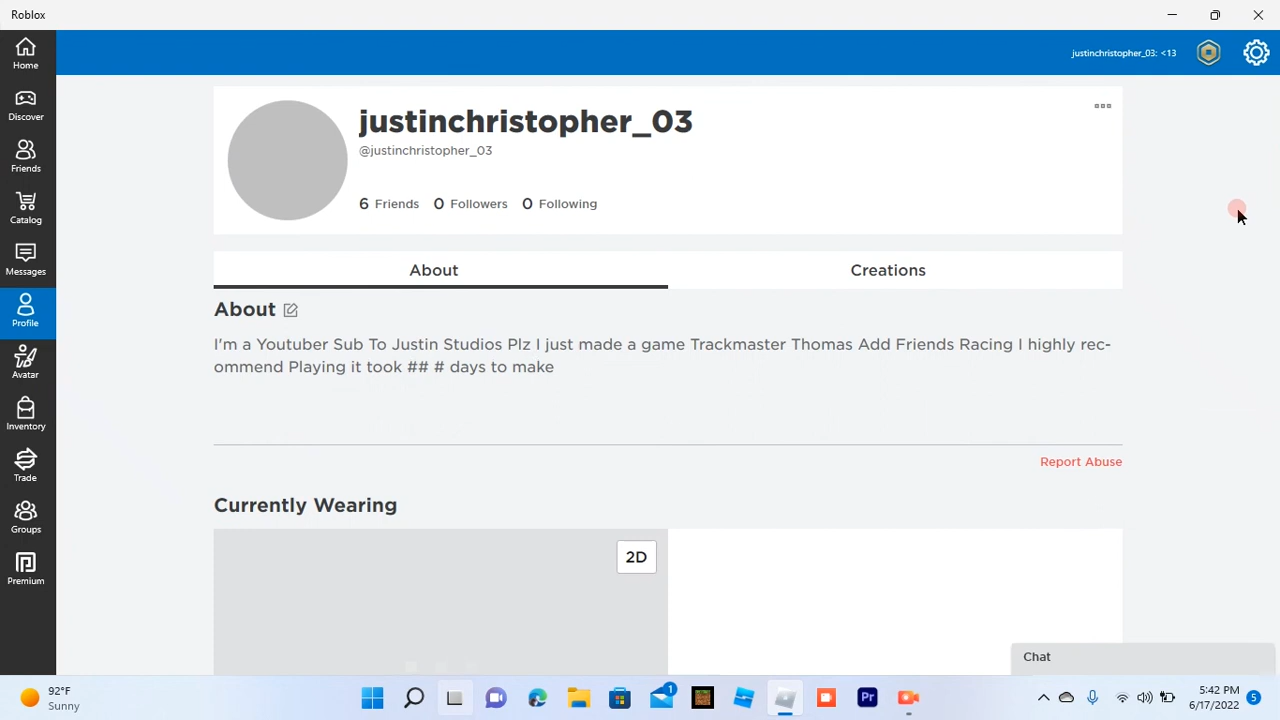 Roblox
Home
justinchristopher_03: <13
Discover
Friends
Catalog
Messages
Profile
Avatar
Inventory
Trade
Groups
Premium
justinchristopher_03
@justinchristopher_03
6 Friends 0 Followers 0 Following
About Creations
About
I'm a Youtuber Sub To Justin Studios Plz I just made a game Trackmaster Thomas Add Friends Racing I highly rec-
ommend Playing it took ## # days to make
Report Abuse
Currently Wearing
2D
Chat
92°F
Sunny
1
Pr
5:42 PM
6/17/2022
5